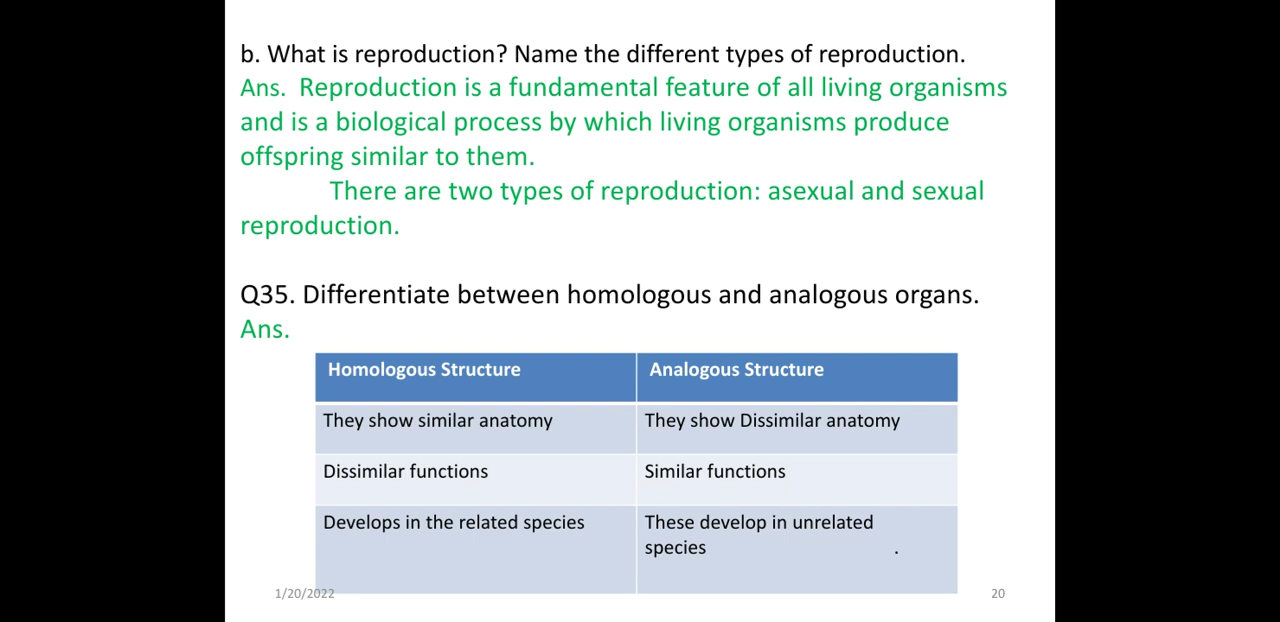 b. What is reproduction? Name the different types of reproduction.
Ans.  Reproduction is a fundamental feature of all living organisms
and is a biological process by which living organisms produce
offspring similar to them.
There are two types of reproduction: asexual and sexual
reproduction.
Q35. Differentiate between homologous and analogous organs.
Ans.
Homologous Structure
Analogous Structure
They show similar anatomy
They show Dissimilar anatomy
Dissimilar functions
Similar functions
Develops in the related species
These develop in unrelated
species .
1/20/2022
20